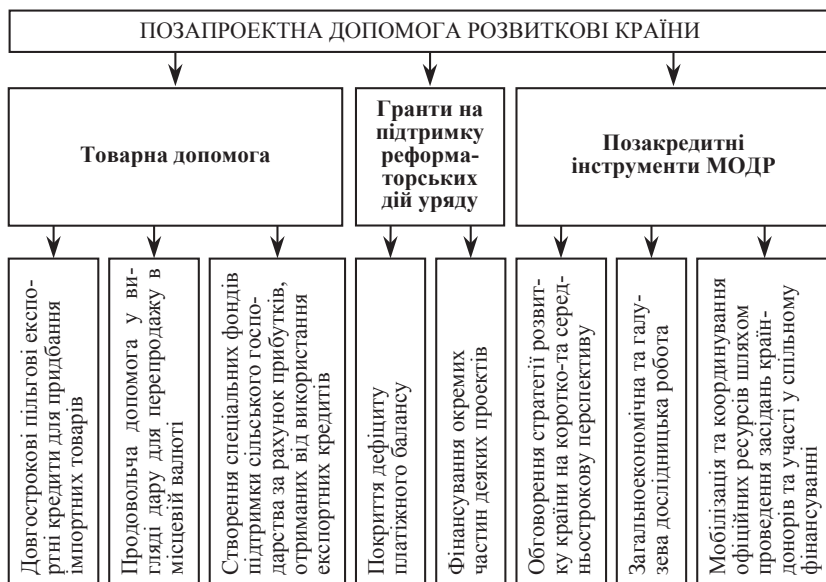 ПОЗАПРОЕКТНА ДОПОМОГА РОЗВИТКОВІ КРАЇНИ
Товарна допомога
Гранти на
підтримку
реформа-
торських
дій уряду
Позакредитні
інструменти МОДР
Довгострокові пільгові експо-
ртні кредити для придбання
імпортних товарів
Продовольча допомога у ви-
гляді дару для перепродажу в
місцевій валюті
Створення спеціальних фондів
підтримки сільського госпо-
дарства за рахунок прибутків,
отриманих від використання
експортних кредитів
Покриття дефіциту
платіжного балансу
Фінансування окремих
частин деяких проектів
Обговорення стратегії розвит-
ку країни на коротко-та серед-
ньострокову перспективу
Загальноекономічна та галу-
зева дослідницька робота
Мобілізація та координування
офіційних ресурсів шляхом
проведення засідань країн-
донорів та участі у спільному
фінансуванні